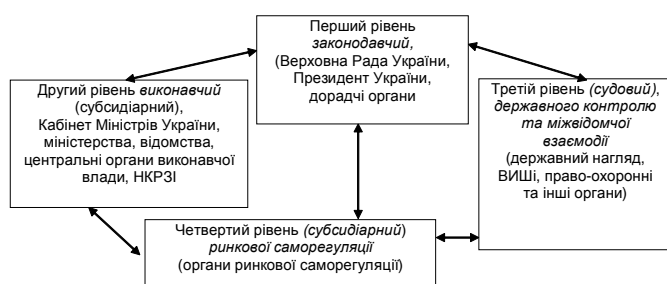 Перший рівень
законодавчий,
(Верховна Рада України,
Президент України,
дорадчі органи
Другий рівень виконавчий
(субсидіарний),
Кабінет Міністрів України,
міністерства, відомства,
центральні органи виконавчої
влади, НКРЗІ
Третій рівень (судовий),
державного контролю
та міжвідомчої
взаємодії
(державний нагляд,
ВИШі, право-охоронні
та інші органи)
Четвертий рівень (субсидіарний)
ринкової саморегуляції
(органи ринкової саморегуляції)